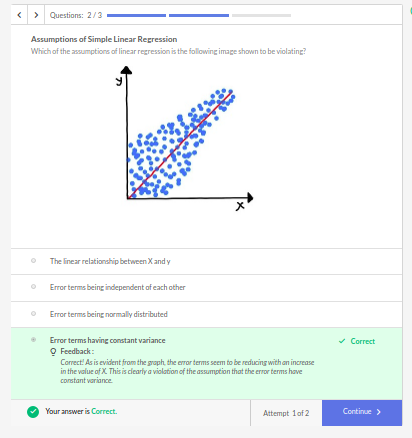 Questions: 2 / 3
Assumptions of Simple Linear Regression
Which of the assumptions of linear regression is the following image shown to be violating?
y
x
The linear relationship between X and y
Error terms being independent of each other
Error terms being normally distributed
Error terms having constant variance
Correct
Feedback :
Correct! As is evident from the graph, the error terms seem to be reducing with an increase
in the value of X. This is clearly a violation of the assumption that the error terms have
constant variance.
Your answer is Correct.
Attempt 1 of 2
Continue